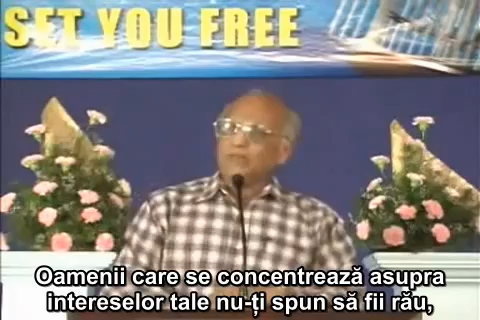 SET YOU FREE
Oamenii care se concentrează asupra
intereselor tale nu-ți spun să fii rău,